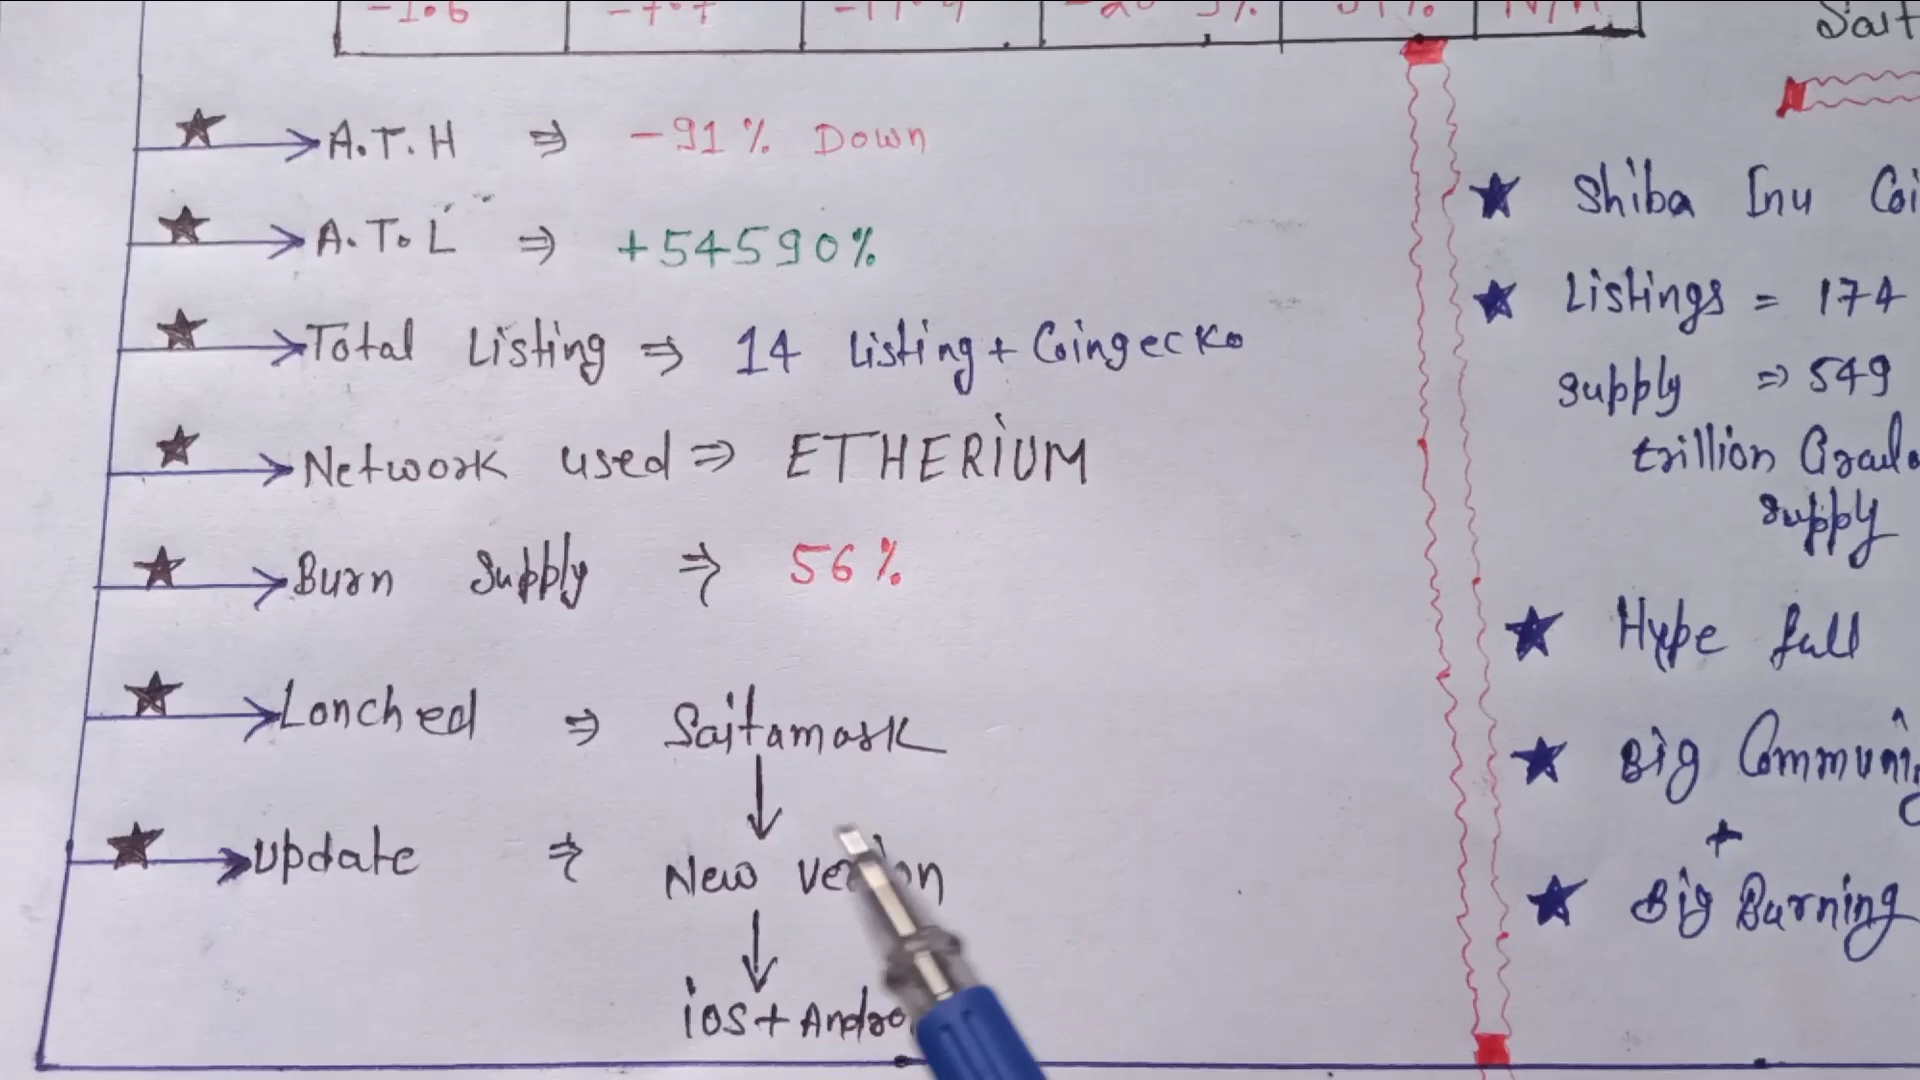 A.T.H ⇒ -91% Down
A.T.L ⇒ +54590%
Total Listing ⇒ 14 Listing + Coingecko
Network used ⇒ ETHERIUM
Burn Supply ⇒ 56%
Lonched ⇒ Saitamask
Update ⇒ New
ios +
Shiba Inu
Listings = 174
supply ⇒ 549
trillion
supply
Hype full
Big
+
Big Burning